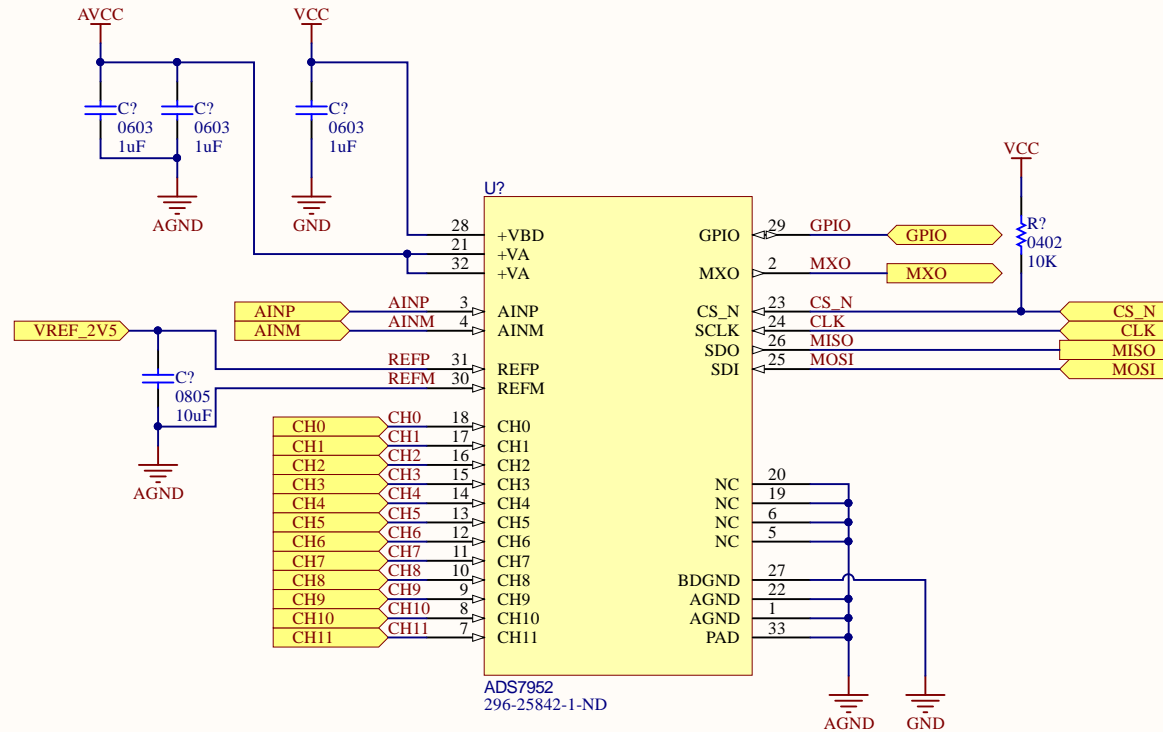 AVCC
VCC
C?
0603
1uF
C?
0603
1uF
C?
0603
1uF
AGND
GND
VCC
R?
0402
10K
U?
28 +VBD
21 +VA
32 +VA
AINP AINP 3 AINP
AINM AINM 4 AINM
VREF_2V5
REFP 31 REFP
REFM 30 REFM
C?
0805
10uF
AGND
CH0 CH0 18 CH0
CH1 CH1 17 CH1
CH2 CH2 16 CH2
CH3 CH3 15 CH3
CH4 CH4 14 CH4
CH5 CH5 13 CH5
CH6 CH6 12 CH6
CH7 CH7 11 CH7
CH8 CH8 10 CH8
CH9 CH9 9 CH9
CH10 CH10 8 CH10
CH11 CH11 7 CH11
GPIO 29 GPIO GPIO
MXO 2 MXO MXO
CS_N 23 CS_N CS_N
SCLK 24 CLK CLK
SDO 26 MISO MISO
SDI 25 MOSI MOSI
NC 20
NC 19
NC 6
NC 5
BDGND 27
AGND 22
AGND 1
PAD 33
ADS7952
296-25842-1-ND
AGND
GND